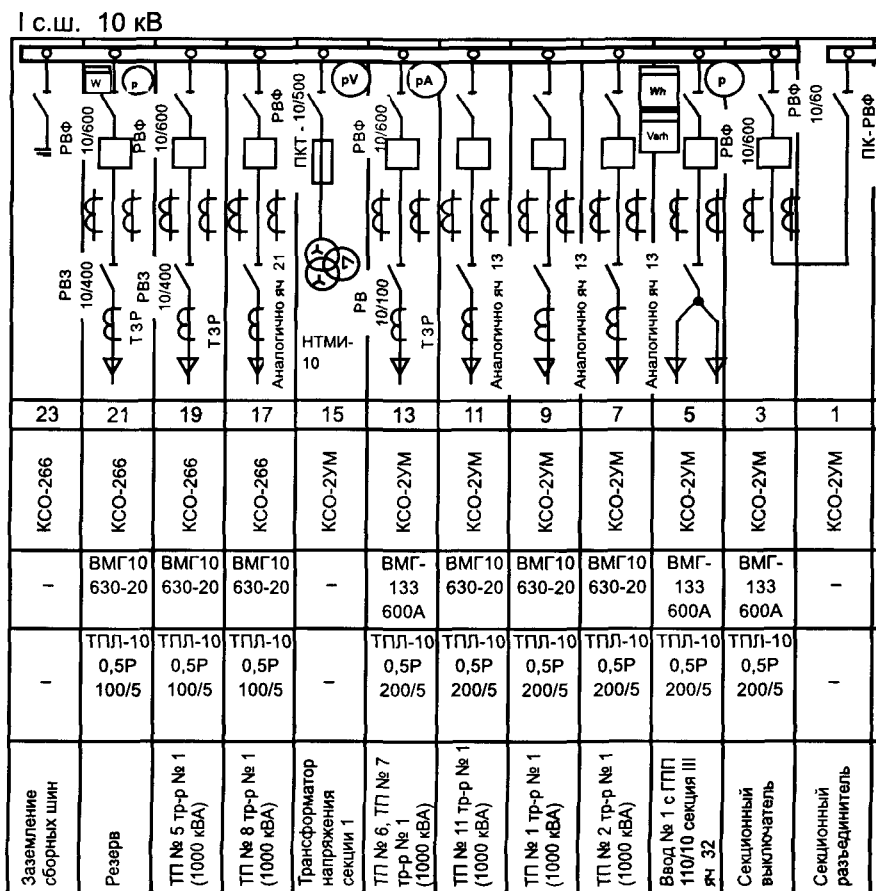 I с.ш. 10 кВ
РВФ
W
р
10/600
РВФ
10/600
РВФ
ПКТ - 10/500
pV
РВФ
10/600
pA
Wh
Varh
р
РВФ
10/600
РВФ
10/60
ПК- РВФ
РВЗ
10/400
ТЗР
РВЗ
10/400
ТЗР
Аналогично яч 21
НТМИ-
10
РВ
10/100
ТЗР
Аналогично яч 13
Аналогично яч 13
Аналогично яч 13
23 21 19 17 15 13 11 9 7 5 3 1
КСО-266 КСО-266 КСО-266 КСО-266 КСО-2УМ КСО-2УМ КСО-2УМ КСО-2УМ КСО-2УМ КСО-2УМ КСО-2УМ КСО-2УМ
– ВМГ10 ВМГ10 ВМГ10 – ВМГ- ВМГ10 ВМГ10 ВМГ10 ВМГ- ВМГ- –
630-20 630-20 630-20 133 630-20 630-20 630-20 133 133
600А 600А 600А
– ТПЛ-10 ТПЛ-10 ТПЛ-10 – ТПЛ-10 ТПЛ-10 ТПЛ-10 ТПЛ-10 ТПЛ-10 ТПЛ-10 –
0,5Р 0,5Р 0,5Р 0,5Р 0,5Р 0,5Р 0,5Р 0,5Р 0,5Р
100/5 100/5 100/5 200/5 200/5 200/5 200/5 200/5 200/5
Заземление
сборных шин
Резерв
ТП № 5 тр-р № 1
(1000 кВА)
ТП № 8 тр-р № 1
(1000 кВА)
Трансформатор
напряжения
секции 1
ТП № 6, ТП № 7
тр-р № 1
(1000 кВА)
ТП № 11 тр-р № 1
(1000 кВА)
ТП № 1 тр-р № 1
(1000 кВА)
ТП № 2 тр-р № 1
(1000 кВА)
Ввод № 1 с ГПП
110/10 секция III
яч 32
Секционный
выключатель
Секционный
разъединитель